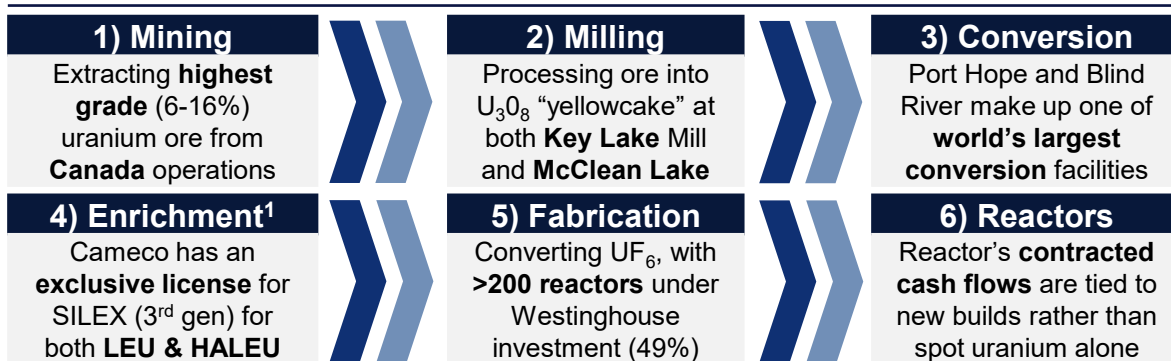 1) Mining
Extracting highest
grade (6-16%)
uranium ore from
Canada operations
2) Milling
Processing ore into
U₃0₈ “yellowcake” at
both Key Lake Mill
and McClean Lake
3) Conversion
Port Hope and Blind
River make up one of
world’s largest
conversion facilities
4) Enrichment¹
Cameco has an
exclusive license for
SILEX (3ʳᵈ gen) for
both LEU & HALEU
5) Fabrication
Converting UF₆, with
>200 reactors under
Westinghouse
investment (49%)
6) Reactors
Reactor’s contracted
cash flows are tied to
new builds rather than
spot uranium alone